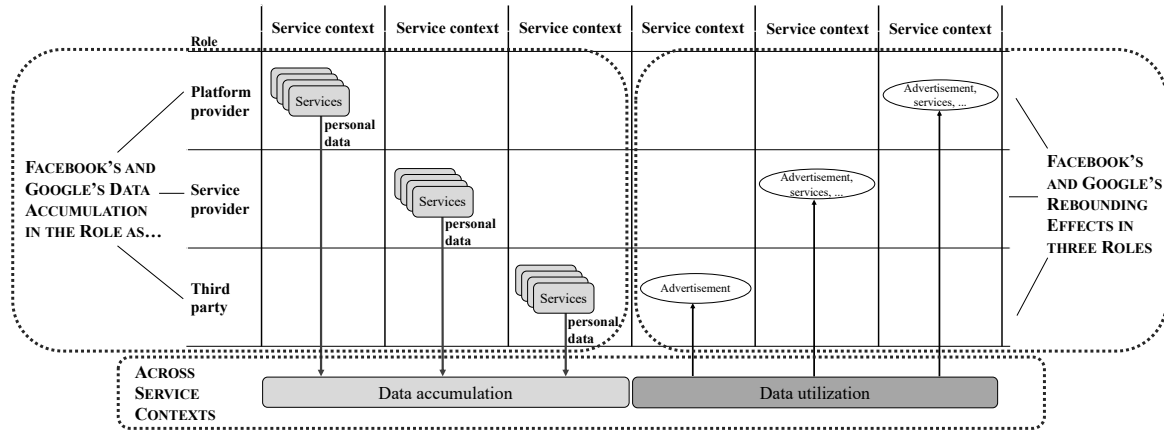 Service context
Service context
Service context
Service context
Service context
Service context
Role
Platform
provider
Services
personal
data
Advertisement,
services, ...
FACEBOOK'S AND
GOOGLE'S DATA
ACCUMULATION
IN THE ROLE AS…
Service
provider
Services
personal
data
Advertisement,
services, ...
FACEBOOK'S
AND GOOGLE'S
REBOUNDING
EFFECTS IN
THREE ROLES
Third
party
Services
personal
data
Advertisement
ACROSS
SERVICE
CONTEXTS
Data accumulation
Data utilization